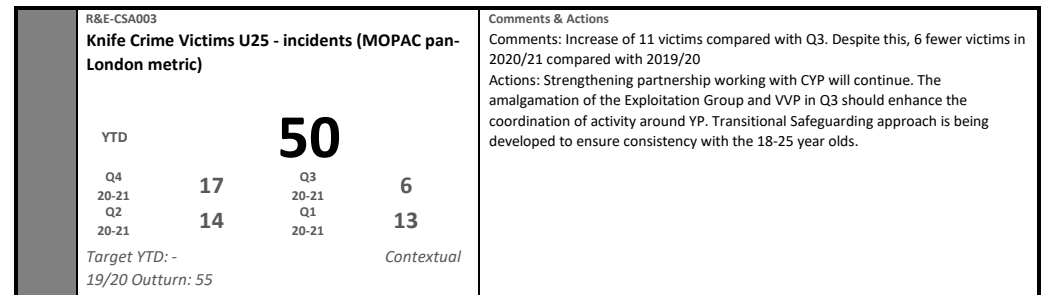 R&E-CSA003
Knife Crime Victims U25 - incidents (MOPAC pan-
London metric)
YTD 50
Q4 20-21 17 Q3 20-21 6
Q2 20-21 14 Q1 20-21 13
Target YTD: - Contextual
19/20 Outturn: 55
Comments & Actions
Comments: Increase of 11 victims compared with Q3. Despite this, 6 fewer victims in
2020/21 compared with 2019/20
Actions: Strengthening partnership working with CYP will continue. The
amalgamation of the Exploitation Group and VVP in Q3 should enhance the
coordination of activity around YP. Transitional Safeguarding approach is being
developed to ensure consistency with the 18-25 year olds.